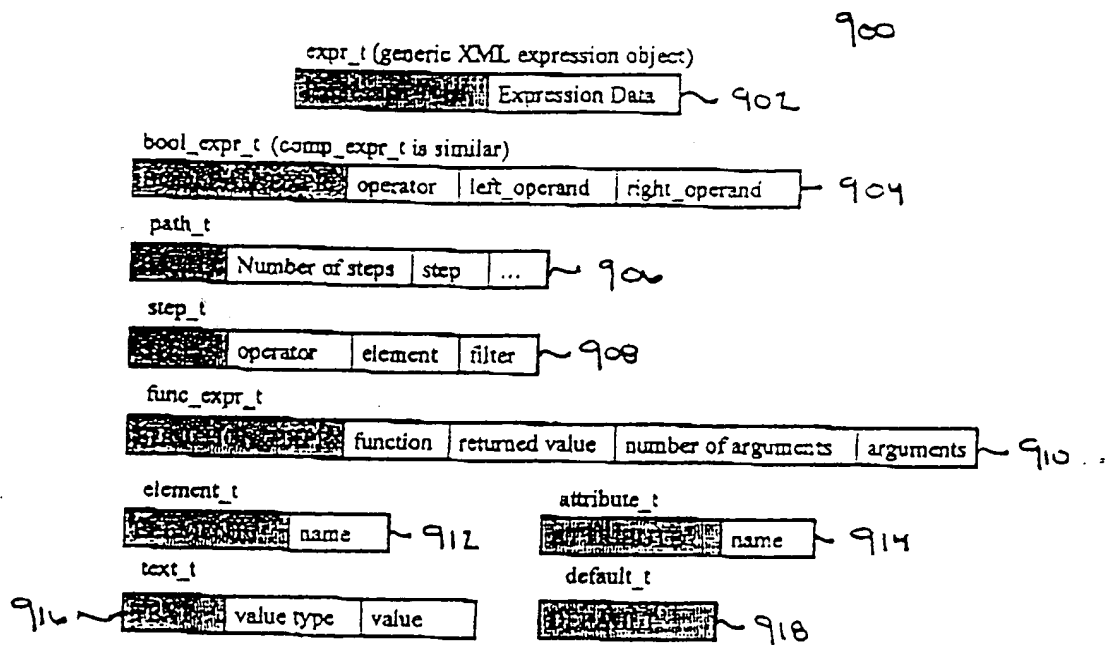 900
expr_t (generic XML expression object)
Expression Data 902
bool_expr_t (comp_expr_t is similar)
operator left_operand right_operand 904
path_t
Number of steps step ... 906
step_t
operator element filter 908
func_expr_t
function returned value number of arguments arguments 910
element_t attribute_t
name 912 name 914
text_t default_t
916 value type value 918